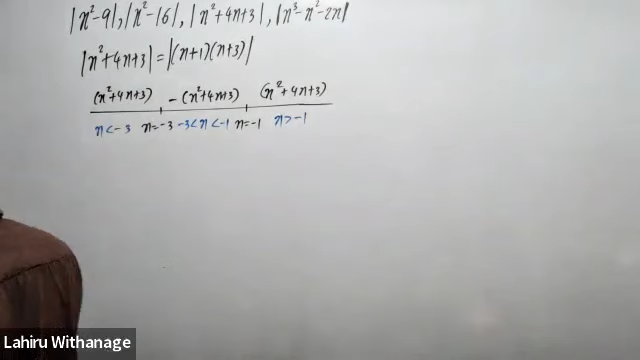 |x²-9|, |x²-16|, |x²+4x+3|, |x³-x²-2x|
|x²+4x+3| = |(x+1)(x+3)|
(x²+4x+3) -(x²+4x+3) (x²+4x+3)
x<-3 x=-3 -3<x<-1 x=-1 x>-1
Lahiru Withanage